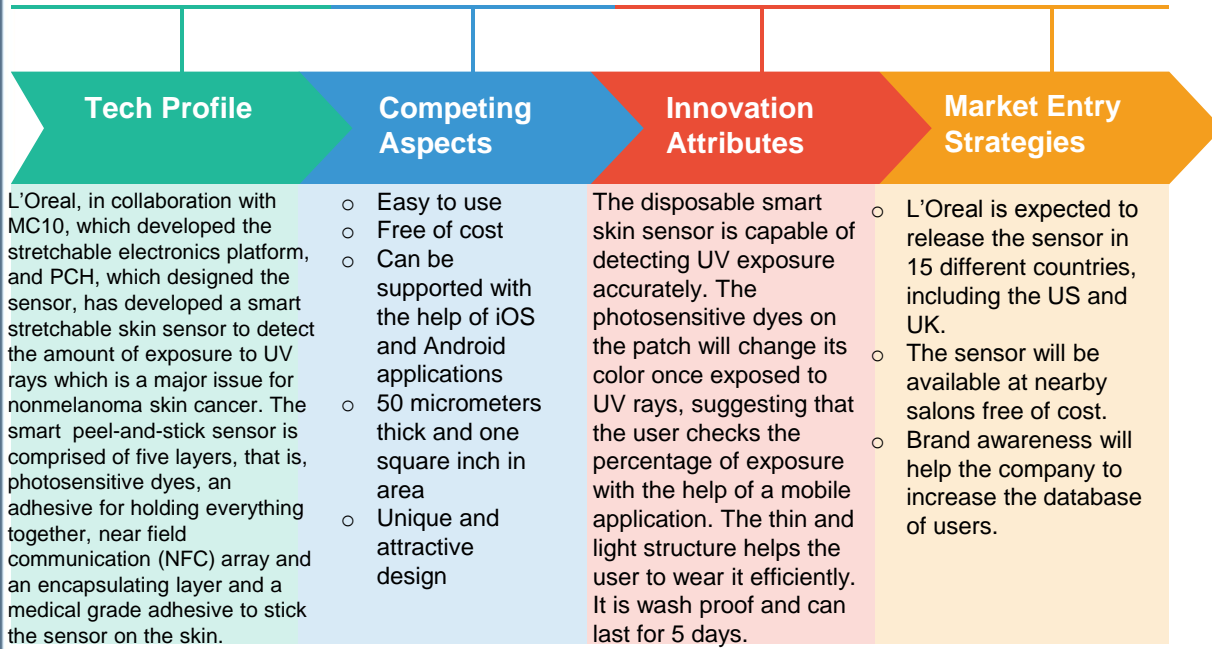 Tech Profile
L'Oreal, in collaboration with
MC10, which developed the
stretchable electronics platform,
and PCH, which designed the
sensor, has developed a smart
stretchable skin sensor to detect
the amount of exposure to UV
rays which is a major issue for
nonmelanoma skin cancer. The
smart peel-and-stick sensor is
comprised of five layers, that is,
photosensitive dyes, an
adhesive for holding everything
together, near field
communication (NFC) array and
an encapsulating layer and a
medical grade adhesive to stick
the sensor on the skin.
Competing
Aspects
o Easy to use
o Free of cost
o Can be
supported with
the help of iOS
and Android
applications
o 50 micrometers
thick and one
square inch in
area
o Unique and
attractive
design
Innovation
Attributes
The disposable smart
skin sensor is capable of
detecting UV exposure
accurately. The
photosensitive dyes on
the patch will change its
color once exposed to
UV rays, suggesting that
the user checks the
percentage of exposure
with the help of a mobile
application. The thin and
light structure helps the
user to wear it efficiently.
It is wash proof and can
last for 5 days.
Market Entry
Strategies
o L'Oreal is expected to
release the sensor in
15 different countries,
including the US and
UK.
o The sensor will be
available at nearby
salons free of cost.
o Brand awareness will
help the company to
increase the database
of users.